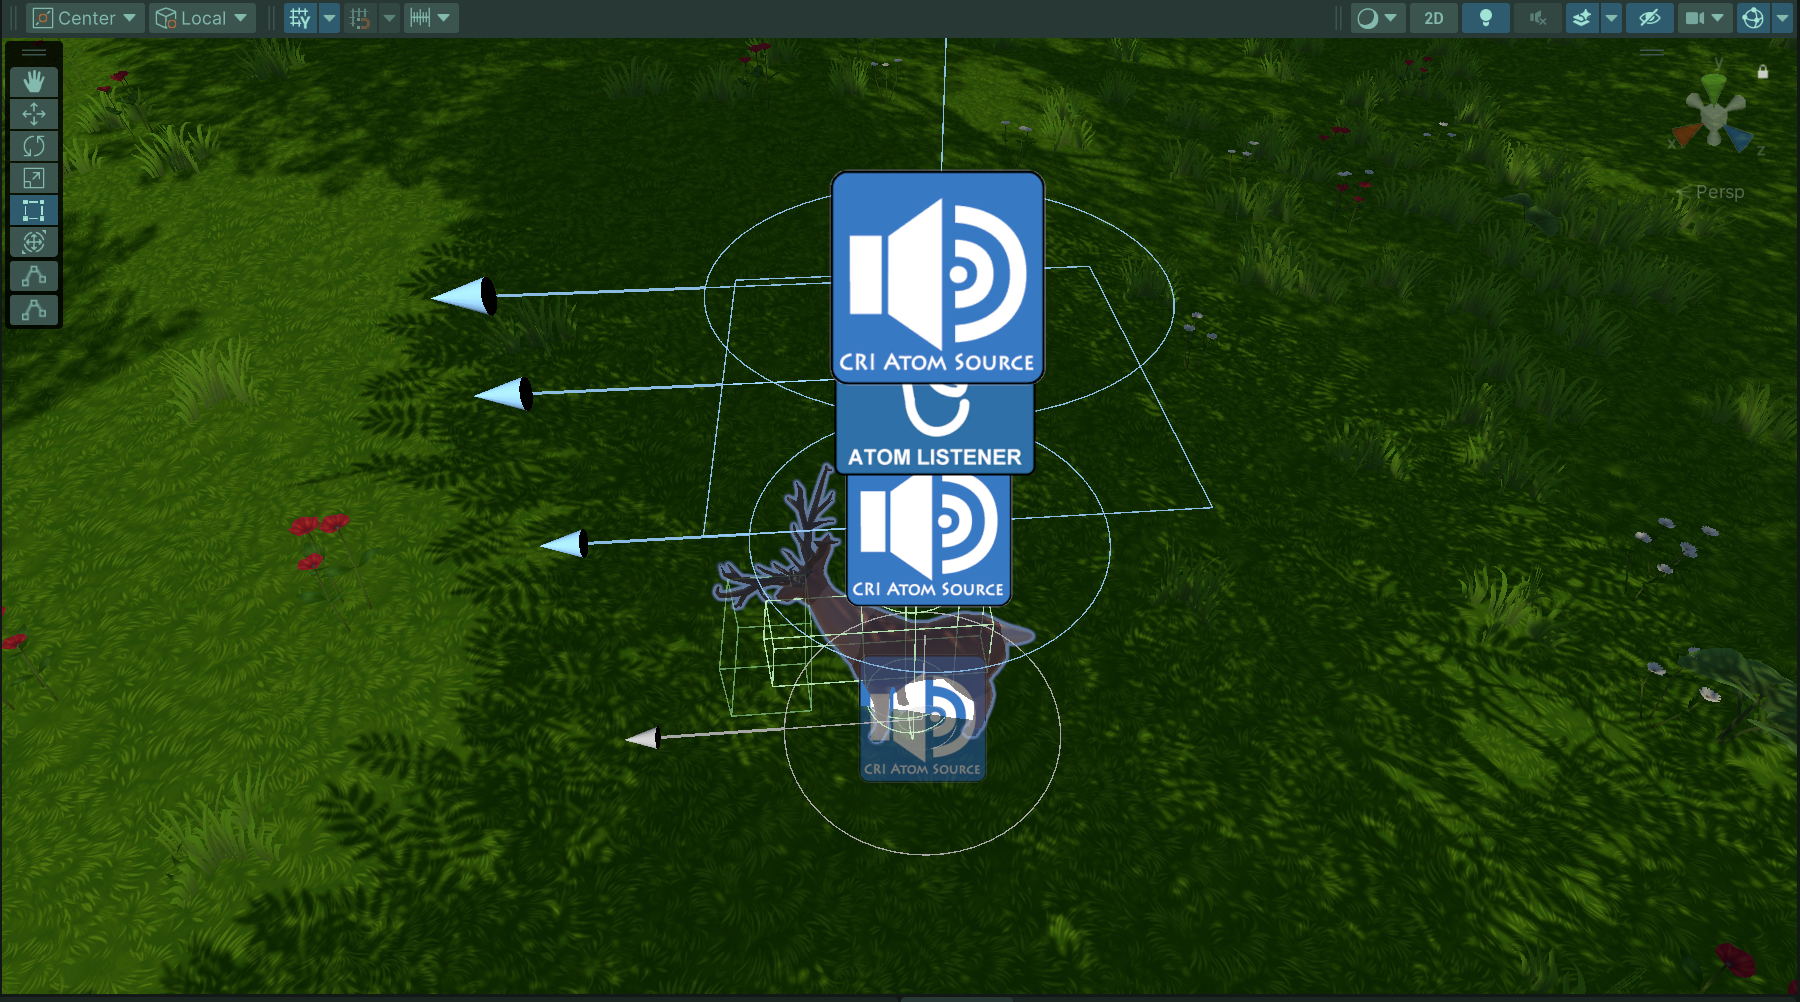 Center
Local
2D
y
x
z
Persp
CRI ATOM SOURCE
ATOM LISTENER
CRI ATOM SOURCE
CRI ATOM SOURCE